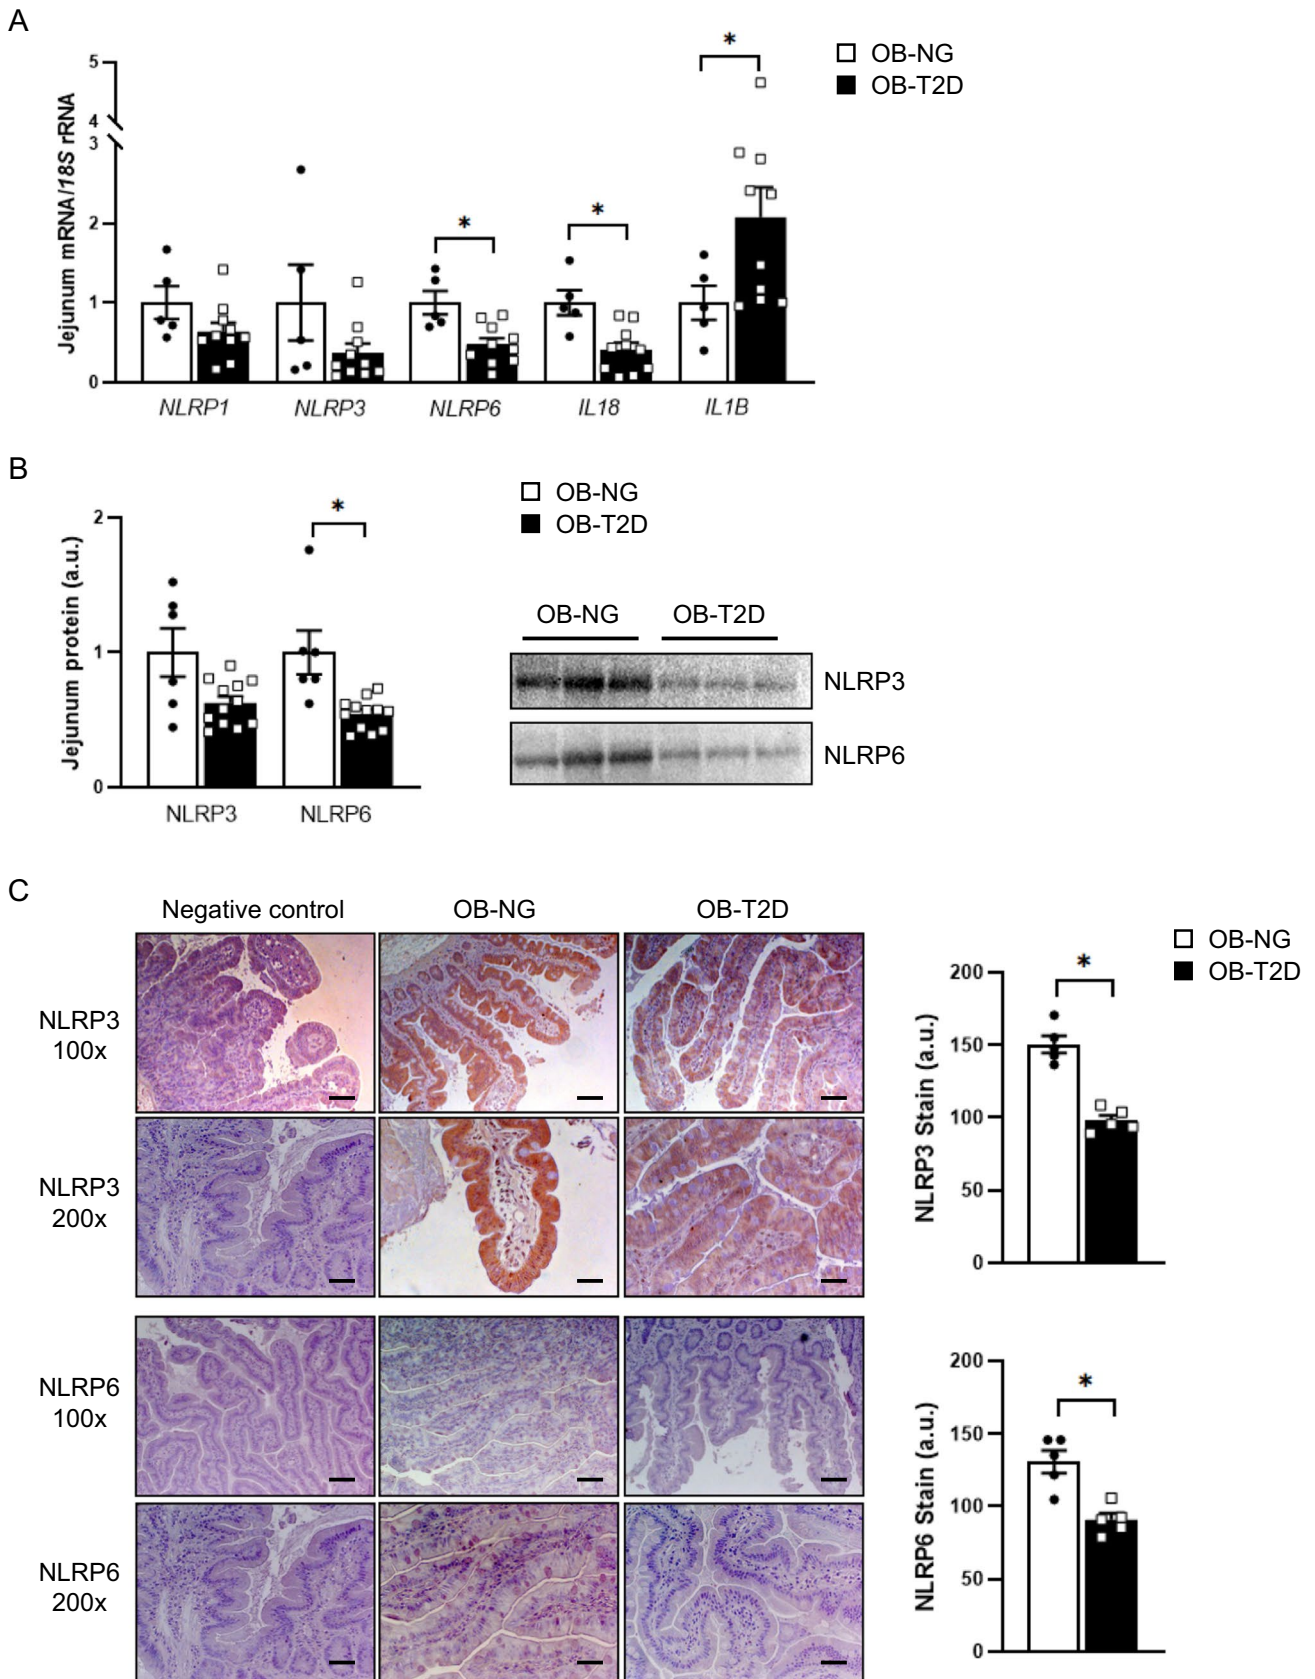 A
OB-NG
OB-T2D
Jejunum mRNA/18S rRNA
5
4
3
2
1
0
*
*
*
NLRP1
NLRP3
NLRP6
IL18
IL1B
B
OB-NG
OB-T2D
Jejunum protein (a.u.)
2
1
0
*
NLRP3
NLRP6
OB-NG
OB-T2D
NLRP3
NLRP6
C
Negative control
OB-NG
OB-T2D
NLRP3
100x
NLRP3
200x
NLRP6
100x
NLRP6
200x
OB-NG
OB-T2D
NLRP3 Stain (a.u.)
200
150
100
50
0
*
NLRP6 Stain (a.u.)
200
150
100
50
0
*